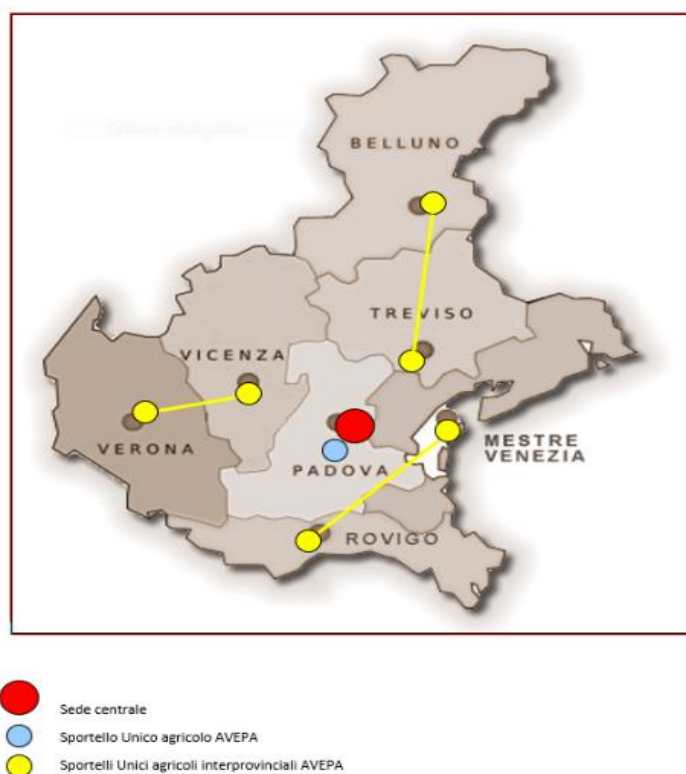 BELLUNO
TREVISO
VICENZA
VERONA
PADOVA
MESTRE
VENEZIA
ROVIGO
Sede centrale
Sportello Unico agricolo AVEPA
Sportelli Unici agricoli interprovinciali AVEPA